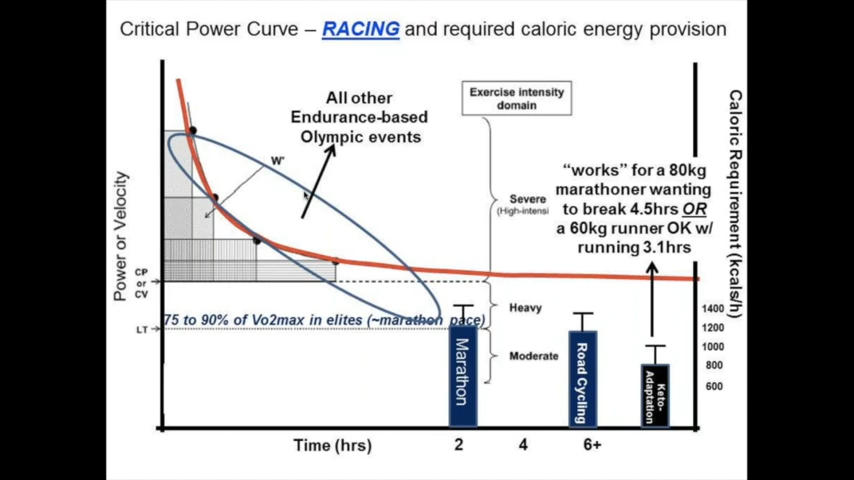 Critical Power Curve – RACING and required caloric energy provision
All other
Endurance-based
Olympic events
Exercise intensity
domain
W'
Severe
(High-intensi
"works" for a 80kg
marathoner wanting
to break 4.5hrs OR
a 60kg runner OK w/
running 3.1hrs
Power or Velocity
Caloric Requirement (kcals/h)
CP
or
CV
LT
75 to 90% of Vo2max in elites (~marathon pace)
Heavy
Moderate
1400
1200
1000
800
600
Marathon
Road Cycling
Keto-
Adaptation
Time (hrs)
2
4
6+